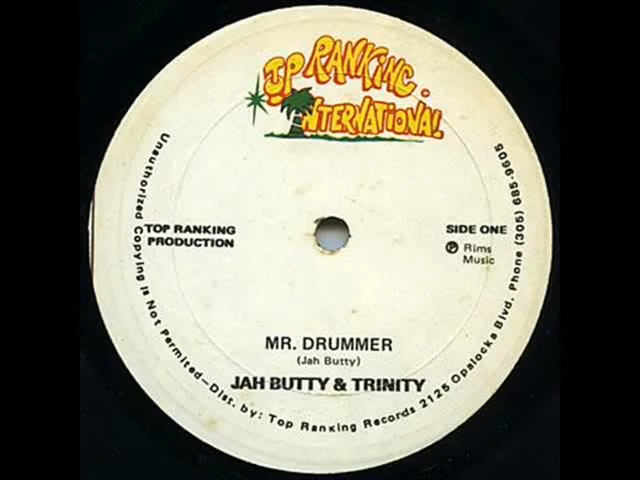 TOP RANKING
INTERNATIONAL
TOP RANKING
PRODUCTION
SIDE ONE
℗ Rims
Music
MR. DRUMMER
(Jah Butty)
JAH BUTTY & TRINITY
Unauthorized Copying Is Not Permited–Dist. by: Top Ranking Records 2125 Opalocka Blvd. Phone (305) 685-9605